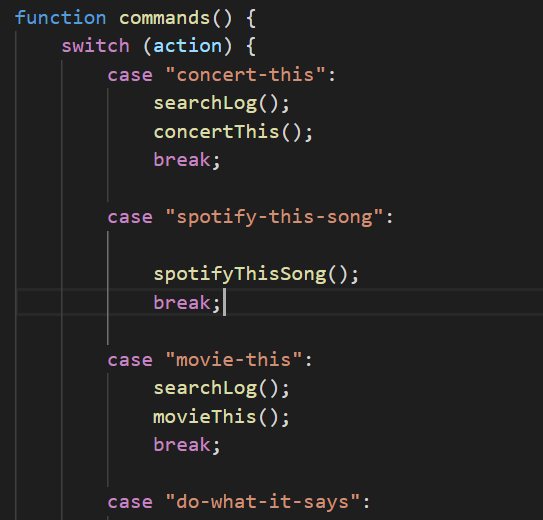 function commands() {
    switch (action) {
        case "concert-this":
            searchLog();
            concertThis();
            break;

        case "spotify-this-song":

            spotifyThisSong();
            break;

        case "movie-this":
            searchLog();
            movieThis();
            break;

        case "do-what-it-says":